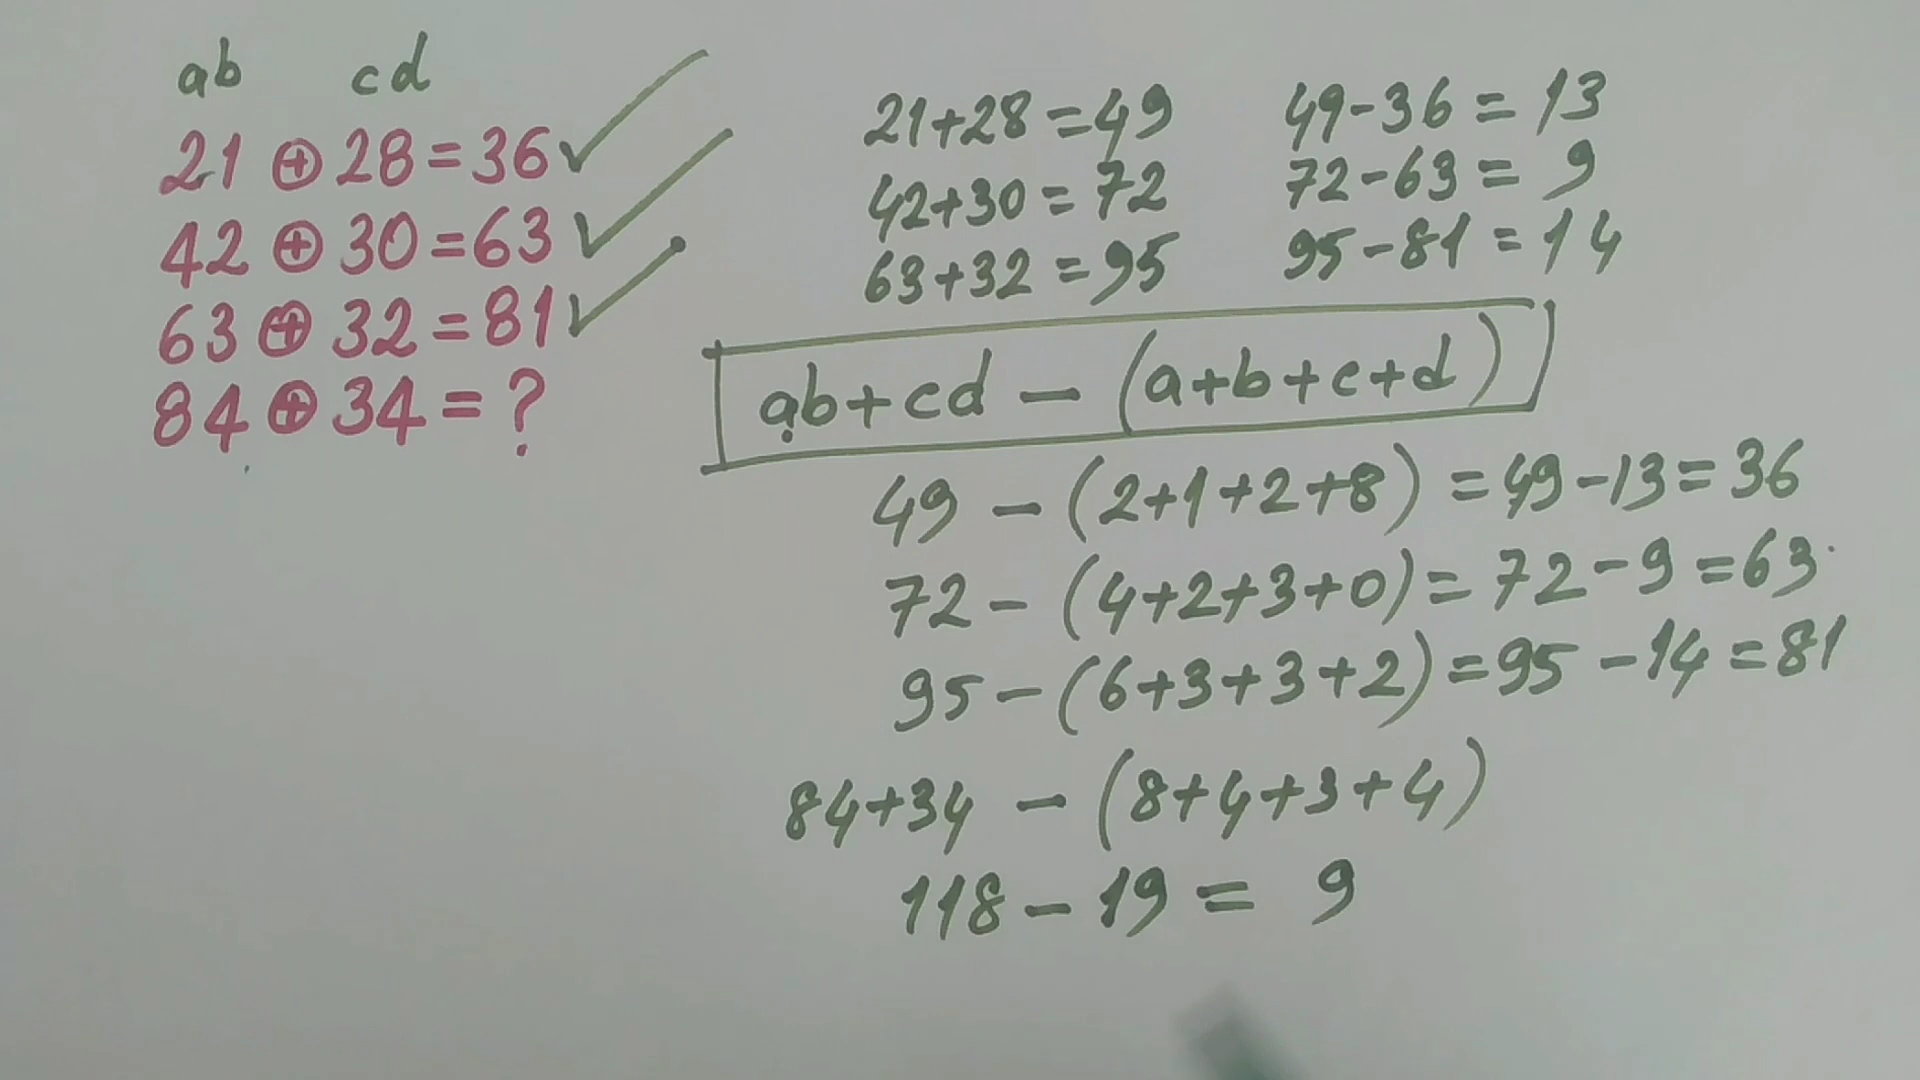 ab cd
21 ⊕ 28 = 36 ✓
42 ⊕ 30 = 63 ✓
63 ⊕ 32 = 81 ✓
84 ⊕ 34 = ?
21+28 = 49 49-36 = 13
42+30 = 72 72-63 = 9
63+32 = 95 95-81 = 14
ab+cd - (a+b+c+d)
49 - (2+1+2+8) = 49-13 = 36
72 - (4+2+3+0) = 72-9 = 63
95 - (6+3+3+2) = 95-14 = 81
84+34 - (8+4+3+4)
118 - 19 = 9